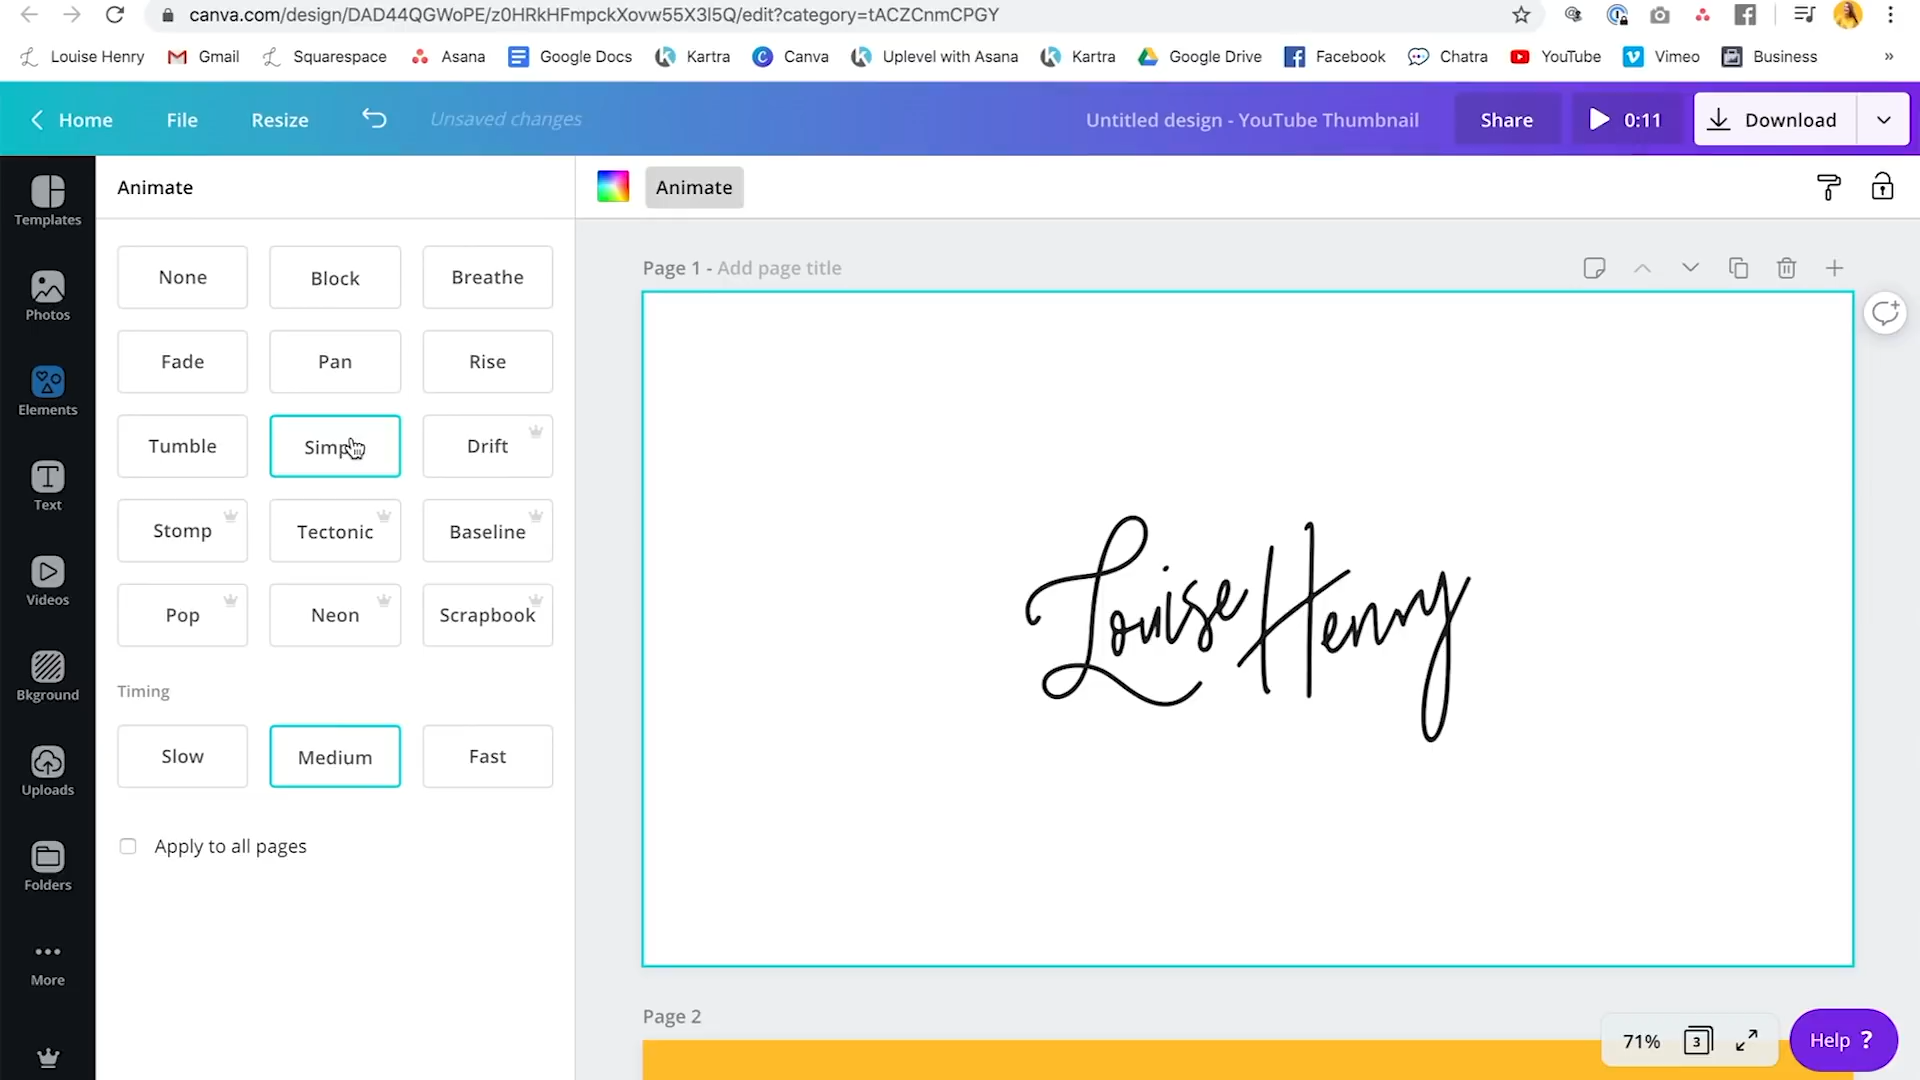 canva.com/design/DAD44QGWoPE/z0HRkHFmpckXovw55X3I5Q/edit?category=tACZCnmCPGY
Louise Henry Gmail Squarespace Asana Google Docs Kartra Canva Uplevel with Asana Kartra Google Drive Facebook Chatra YouTube Vimeo Business »
Home File Resize Unsaved changes Untitled design - YouTube Thumbnail Share 0:11 Download
Templates
Photos
Elements
Text
Videos
Bkground
Uploads
Folders
More
Animate
None Block Breathe
Fade Pan Rise
Tumble Simp Drift
Stomp Tectonic Baseline
Pop Neon Scrapbook
Timing
Slow Medium Fast
Apply to all pages
Animate
Page 1 - Add page title
Louise Henry
Page 2
71% 3 Help ?